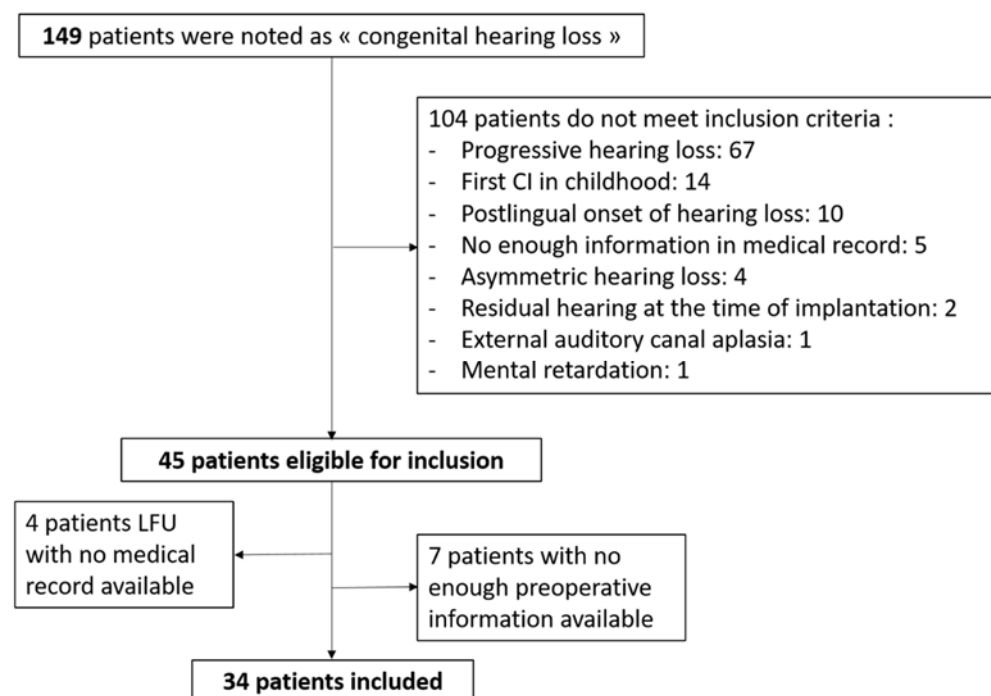 149 patients were noted as « congenital hearing loss »
104 patients do not meet inclusion criteria :
- Progressive hearing loss: 67
- First CI in childhood: 14
- Postlingual onset of hearing loss: 10
- No enough information in medical record: 5
- Asymmetric hearing loss: 4
- Residual hearing at the time of implantation: 2
- External auditory canal aplasia: 1
- Mental retardation: 1
45 patients eligible for inclusion
4 patients LFU
with no medical
record available
7 patients with no
enough preoperative
information available
34 patients included